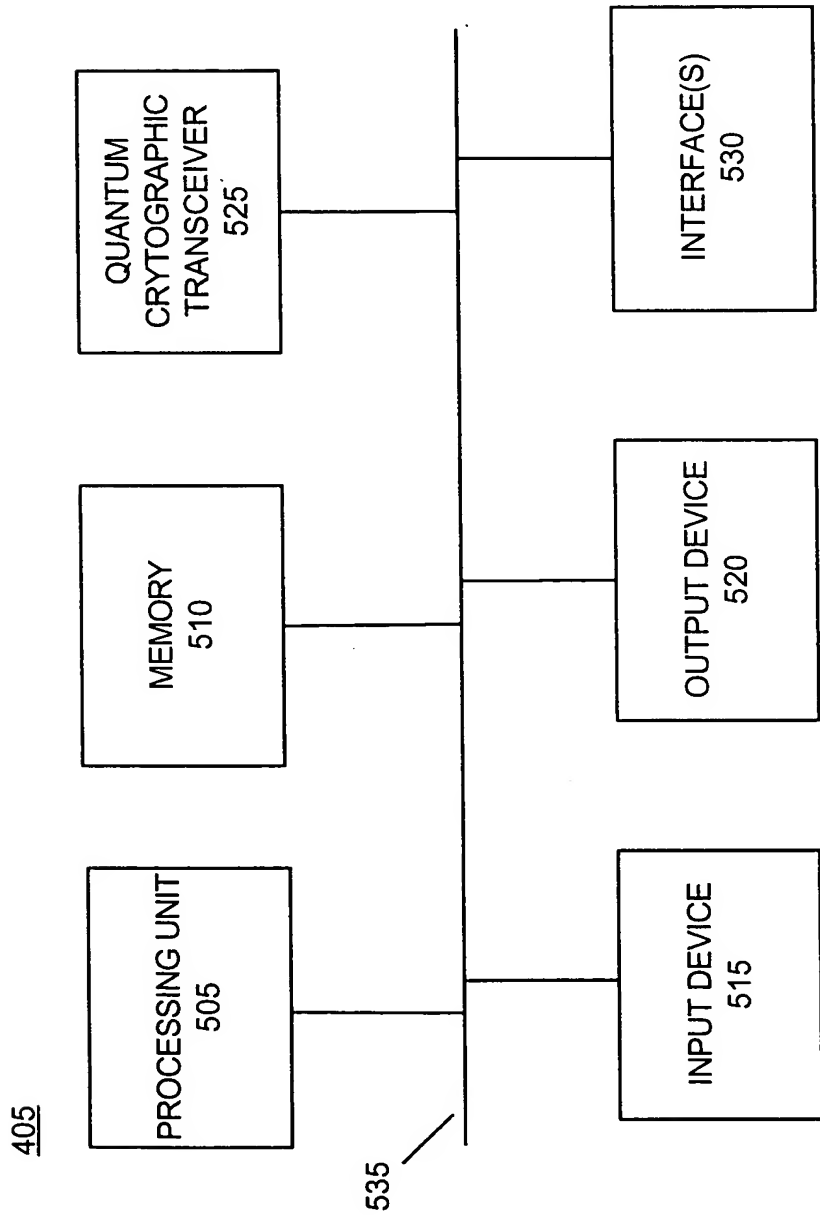 405
PROCESSING UNIT
505
MEMORY
510
QUANTUM
CRYTOGRAPHIC
TRANSCEIVER
525
535
INPUT DEVICE
515
OUTPUT DEVICE
520
INTERFACE(S)
530